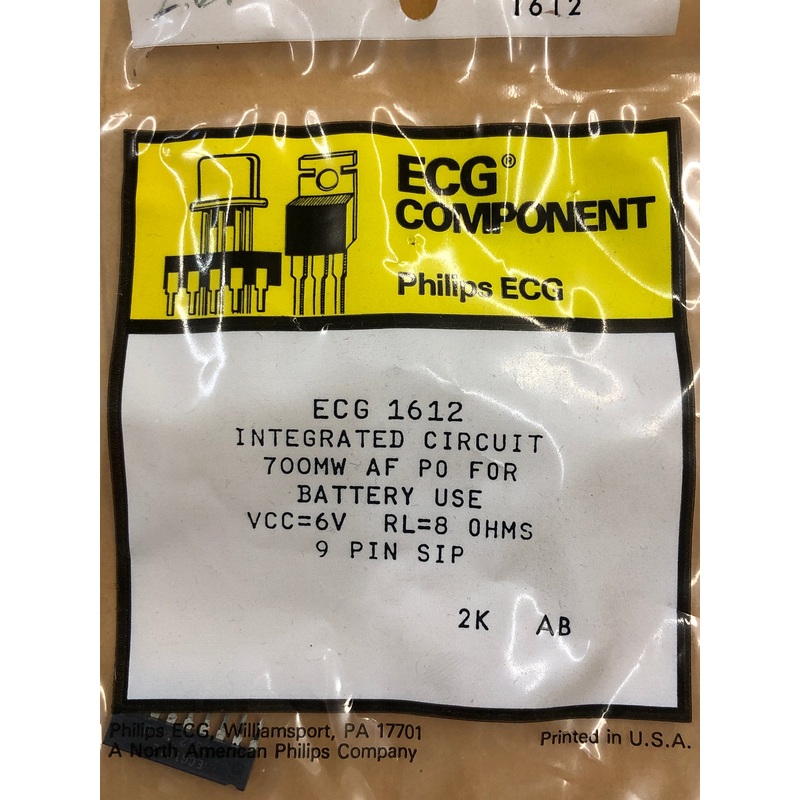 1612
ECG®
COMPONENT
Philips ECG
ECG 1612
INTEGRATED CIRCUIT
700MW AF PO FOR
BATTERY USE
VCC=6V RL=8 OHMS
9 PIN SIP
2K AB
Philips ECG, Williamsport, PA 17701
A North American Philips Company
Printed in U.S.A.